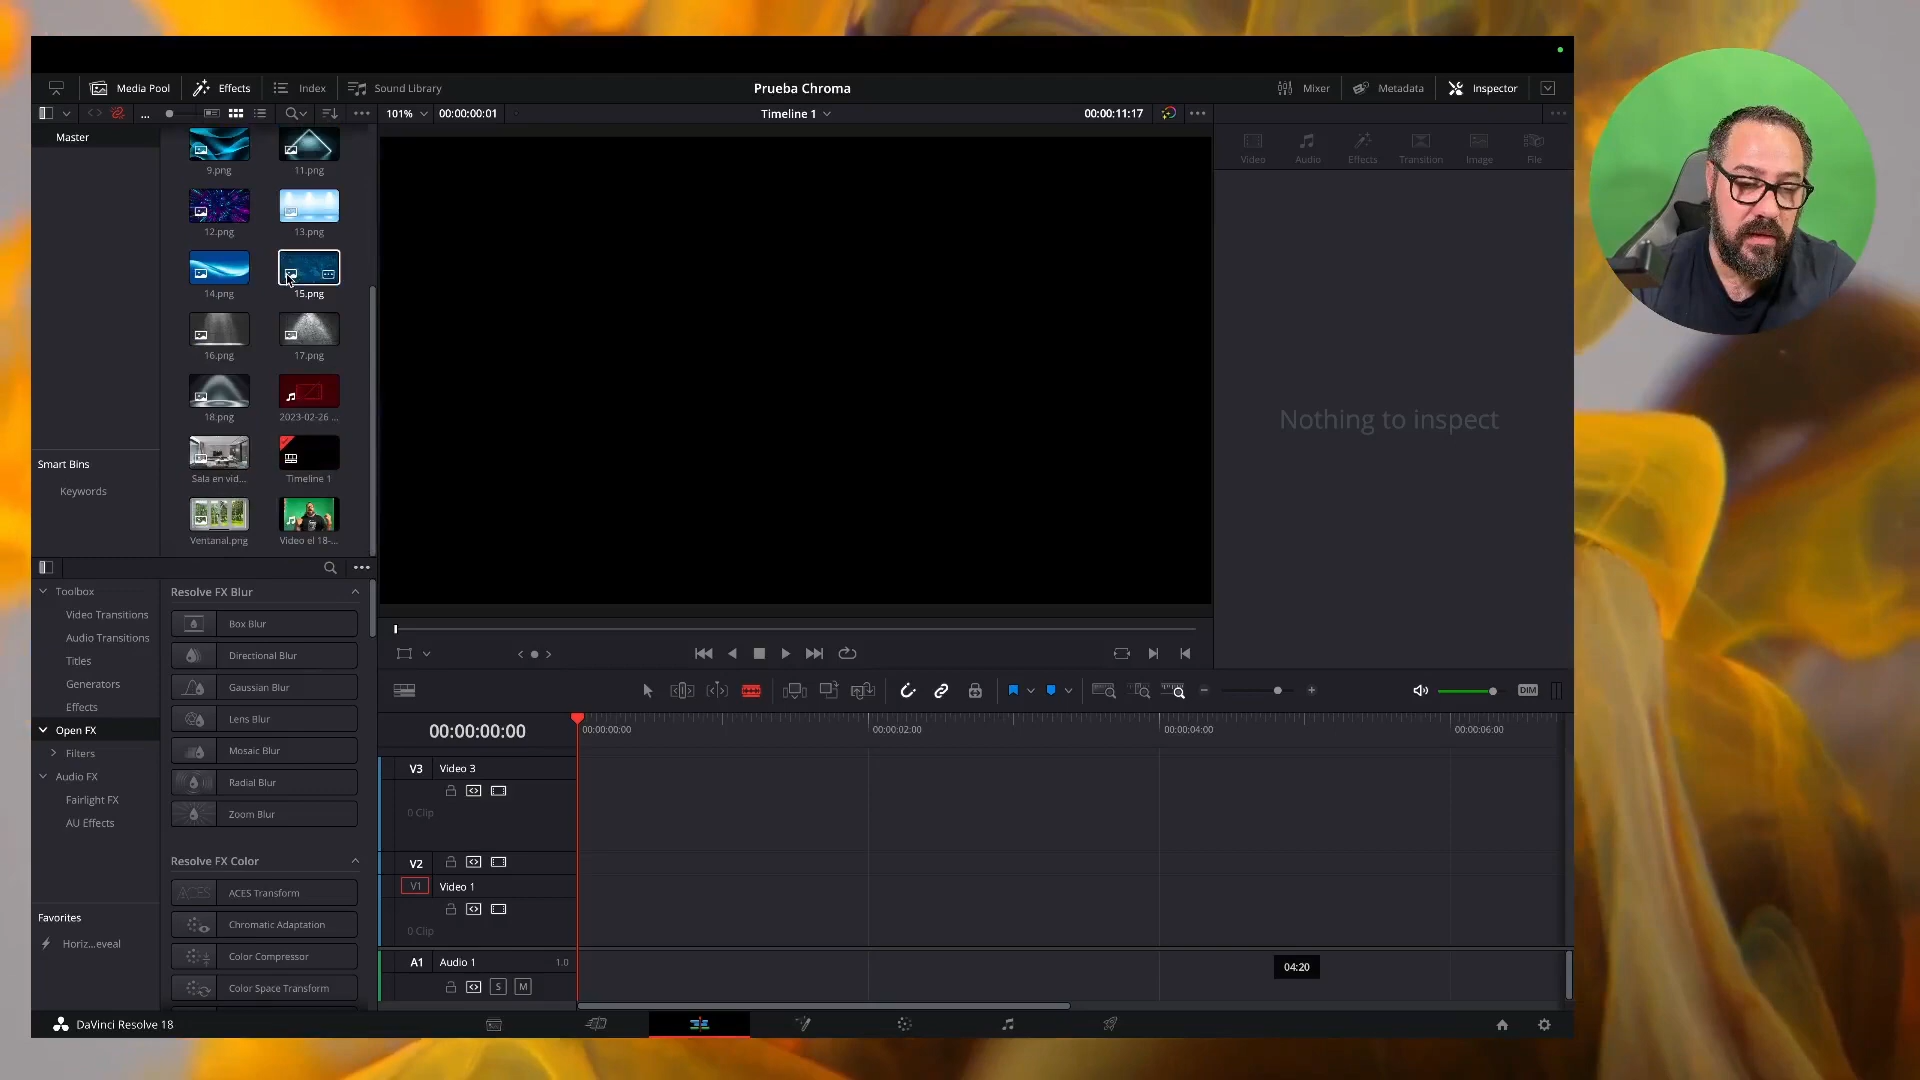 Media Pool
Effects
Index
Sound Library
Prueba Chroma
Mixer
Metadata
Inspector
101%
00:00:00:01
Timeline 1
00:00:11:17
Master
9.png
11.png
12.png
13.png
14.png
15.png
16.png
17.png
18.png
2023-02-26 ...
Sala en vid...
Timeline 1
Ventanal.png
Video el 18-...
Smart Bins
Keywords
Video
Audio
Effects
Transition
Image
File
Nothing to inspect
Toolbox
Video Transitions
Audio Transitions
Titles
Generators
Effects
Open FX
Filters
Audio FX
Fairlight FX
AU Effects
Favorites
Horiz...eveal
Resolve FX Blur
Box Blur
Directional Blur
Gaussian Blur
Lens Blur
Mosaic Blur
Radial Blur
Zoom Blur
Resolve FX Color
ACES Transform
Chromatic Adaptation
Color Compressor
Color Space Transform
DIM
00:00:00:00
00:00:00:00
00:00:02:00
00:00:04:00
00:00:06:00
V3
Video 3
0 Clip
V2
V1
Video 1
0 Clip
A1
Audio 1
1.0
S
M
04:20
DaVinci Resolve 18